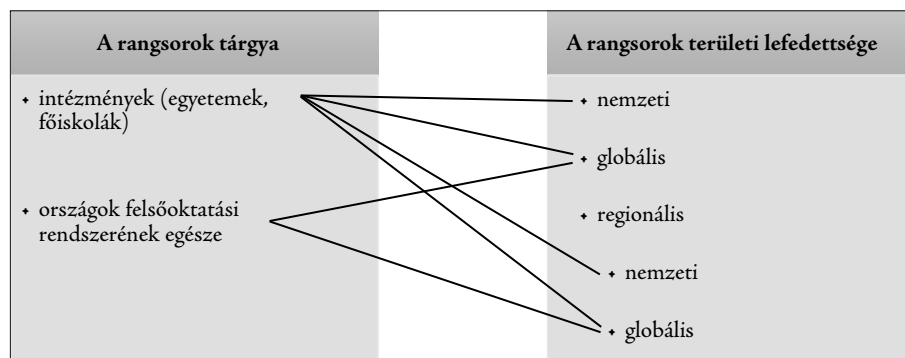 A rangsorok tárgya
intézmények (egyetemek,
főiskolák)
országok felsőoktatási
rendszerének egésze
A rangsorok területi lefedettsége
nemzeti
globális
regionális
nemzeti
globális